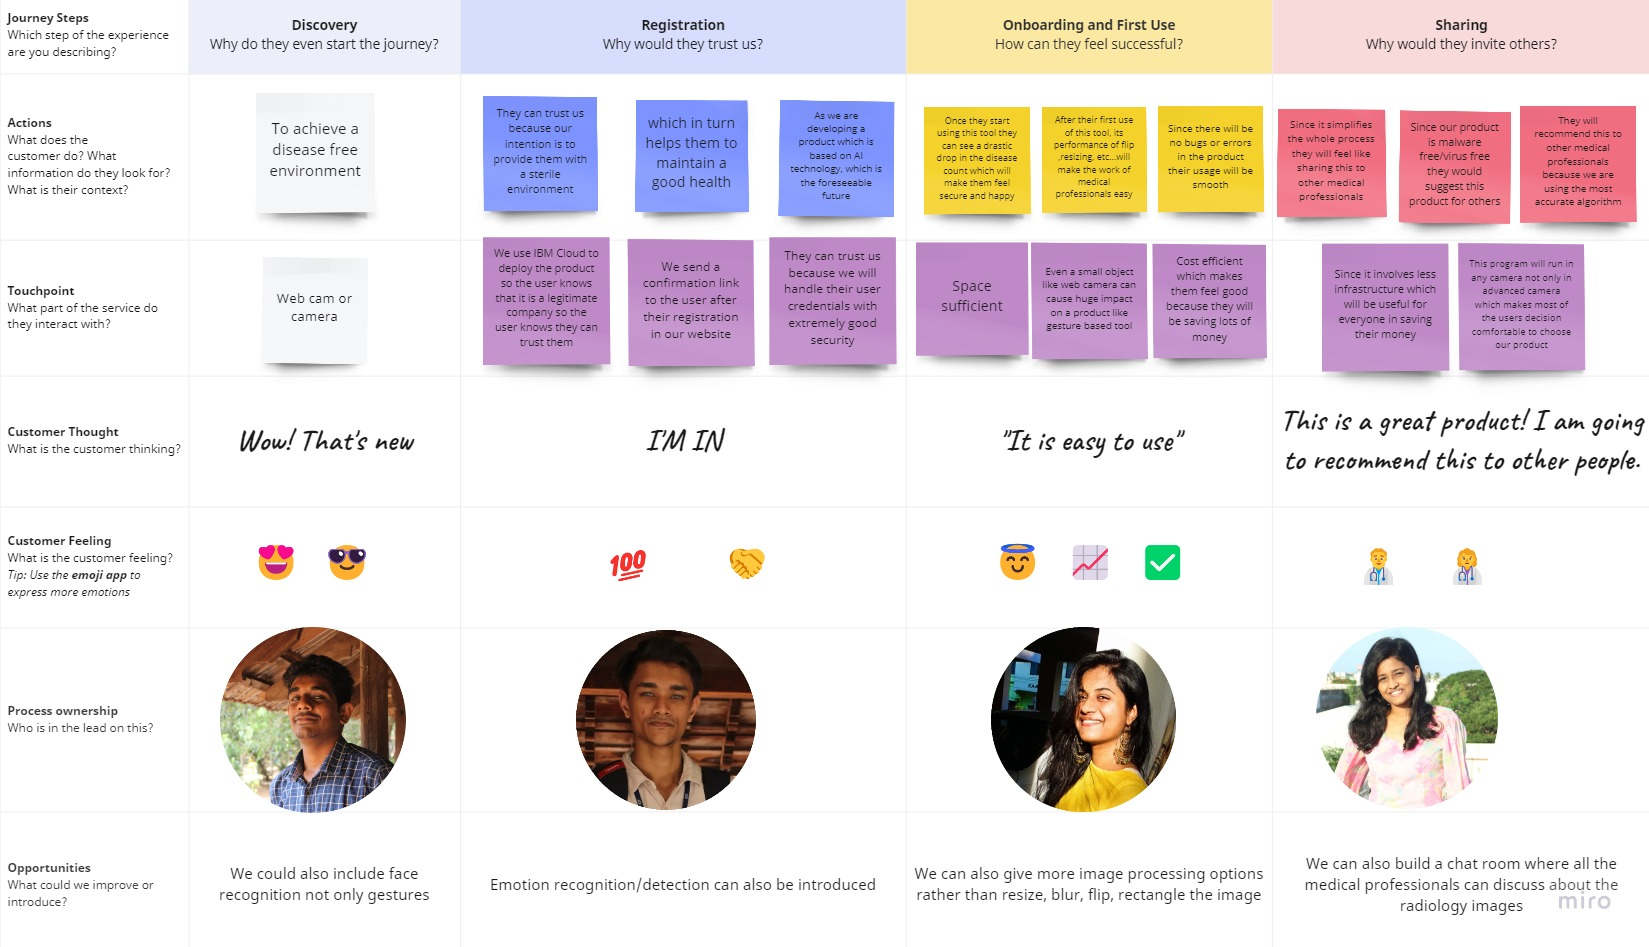 Journey Steps
Which step of the experience
are you describing?
Discovery
Why do they even start the journey?
Registration
Why would they trust us?
Onboarding and First Use
How can they feel successful?
Sharing
Why would they invite others?
Actions
What does the
customer do? What
information do they look for?
What is their context?
To achieve a
disease free
environment
They can trust us
because our
intention is to
provide them with
a sterile
environment
which in turn
helps them to
maintain a
good health
As we are
developing a
product which is
based on AI
technology, which is
the foreseeable
future
Once they start
using this tool they
can see a drastic
drop in the disease
count which will
make them feel
secure and happy
After their first use
of this tool, its
performance of flip
,resizing, etc...will
make the work of
medical
professionals easy
Since there will be
no bugs or errors
in the product
their usage will be
smooth
Since it simplifies
the whole process
they will feel like
sharing this to
other medical
professionals
Since our product
is malware
free/virus free
they would
suggest this
product for others
They will
recommend this to
other medical
professionals
because we are
using the most
accurate algorithm
Touchpoint
What part of the service do
they interact with?
Web cam or
camera
We use IBM Cloud to
deploy the product
so the user knows
that it is a legitimate
company so the
user knows they can
trust them
We send a
confirmation link
to the user after
their registration
in our website
They can trust us
because we will
handle their user
credentials with
extremely good
security
Space
sufficient
Even a small object
like web camera can
cause huge impact
on a product like
gesture based tool
Cost efficient
which makes
them feel good
because they will
be saving lots of
money
Since it involves less
infrastructure which
will be useful for
everyone in saving
their money
This program will run in
any camera not only in
advanced camera
which makes most of
the users decision
comfortable to choose
our product
Customer Thought
What is the customer thinking?
Wow! That's new
I'M IN
"It is easy to use"
This is a great product! I am going
to recommend this to other people.
Customer Feeling
What is the customer feeling?
Tip: Use the emoji app to
express more emotions
100
Process ownership
Who is in the lead on this?
Opportunities
What could we improve or
introduce?
We could also include face
recognition not only gestures
Emotion recognition/detection can also be introduced
We can also give more image processing options
rather than resize, blur, flip, rectangle the image
We can also build a chat room where all the
medical professionals can discuss about the
radiology images
miro